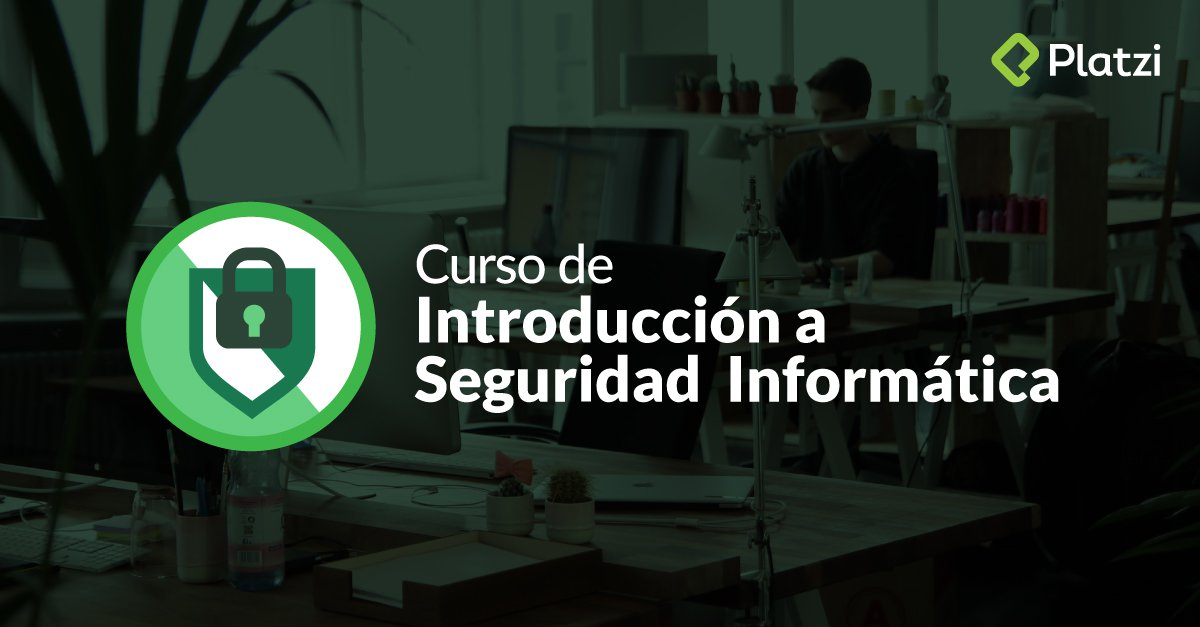 Platzi
Curso de
Introducción a
Seguridad Informática